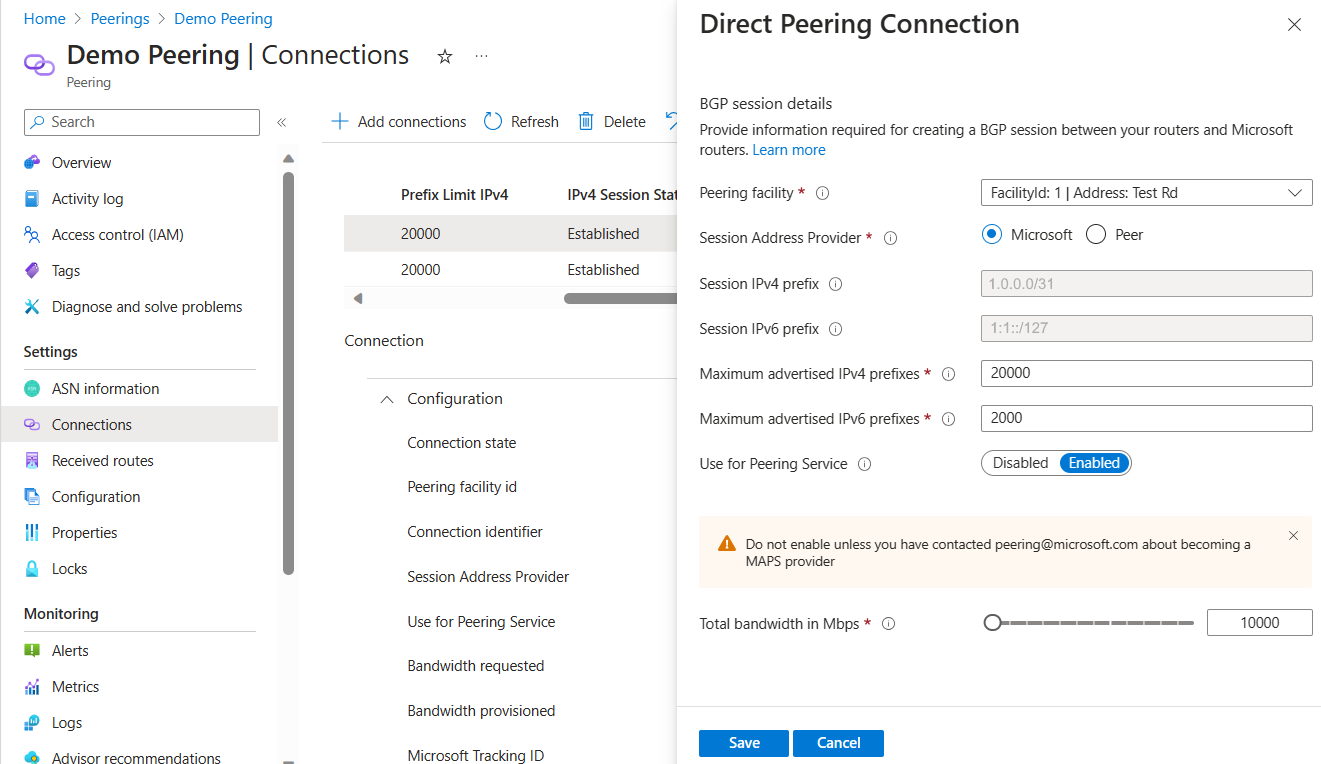 Home > Peerings > Demo Peering
Demo Peering | Connections
Peering
Search
Overview
Activity log
Access control (IAM)
Tags
Diagnose and solve problems
Settings
ASN information
Connections
Received routes
Configuration
Properties
Locks
Monitoring
Alerts
Metrics
Logs
Advisor recommendations
Add connections Refresh Delete
Prefix Limit IPv4 IPv4 Session Stat
20000 Established
20000 Established
Connection
Configuration
Connection state
Peering facility id
Connection identifier
Session Address Provider
Use for Peering Service
Bandwidth requested
Bandwidth provisioned
Microsoft Tracking ID
Direct Peering Connection
BGP session details
Provide information required for creating a BGP session between your routers and Microsoft
routers. Learn more
Peering facility * FacilityId: 1 | Address: Test Rd
Session Address Provider * Microsoft Peer
Session IPv4 prefix 1.0.0.0/31
Session IPv6 prefix 1:1::/127
Maximum advertised IPv4 prefixes * 20000
Maximum advertised IPv6 prefixes * 2000
Use for Peering Service Disabled Enabled
Do not enable unless you have contacted peering@microsoft.com about becoming a
MAPS provider
Total bandwidth in Mbps * 10000
Save Cancel